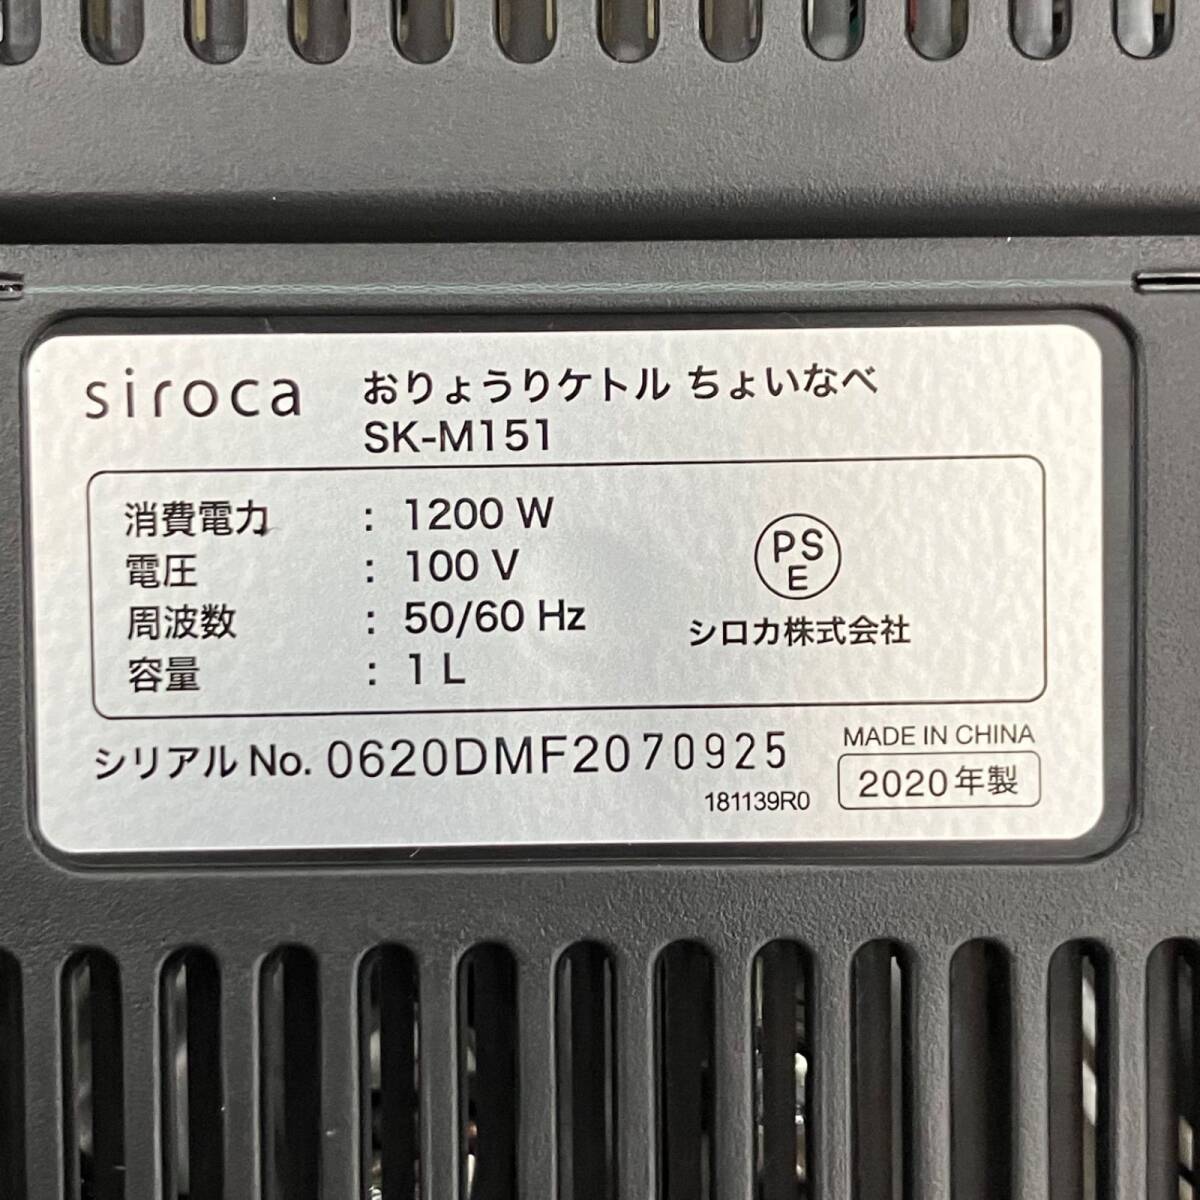 siroca おりょうりケトル ちょいなべ
SK-M151
消費電力 : 1200 W
電圧 : 100 V
周波数 : 50/60 Hz
容量 : 1 L
PS
E
シロカ株式会社
シリアル No. 0620DMF2070925
181139R0
MADE IN CHINA
2020年製